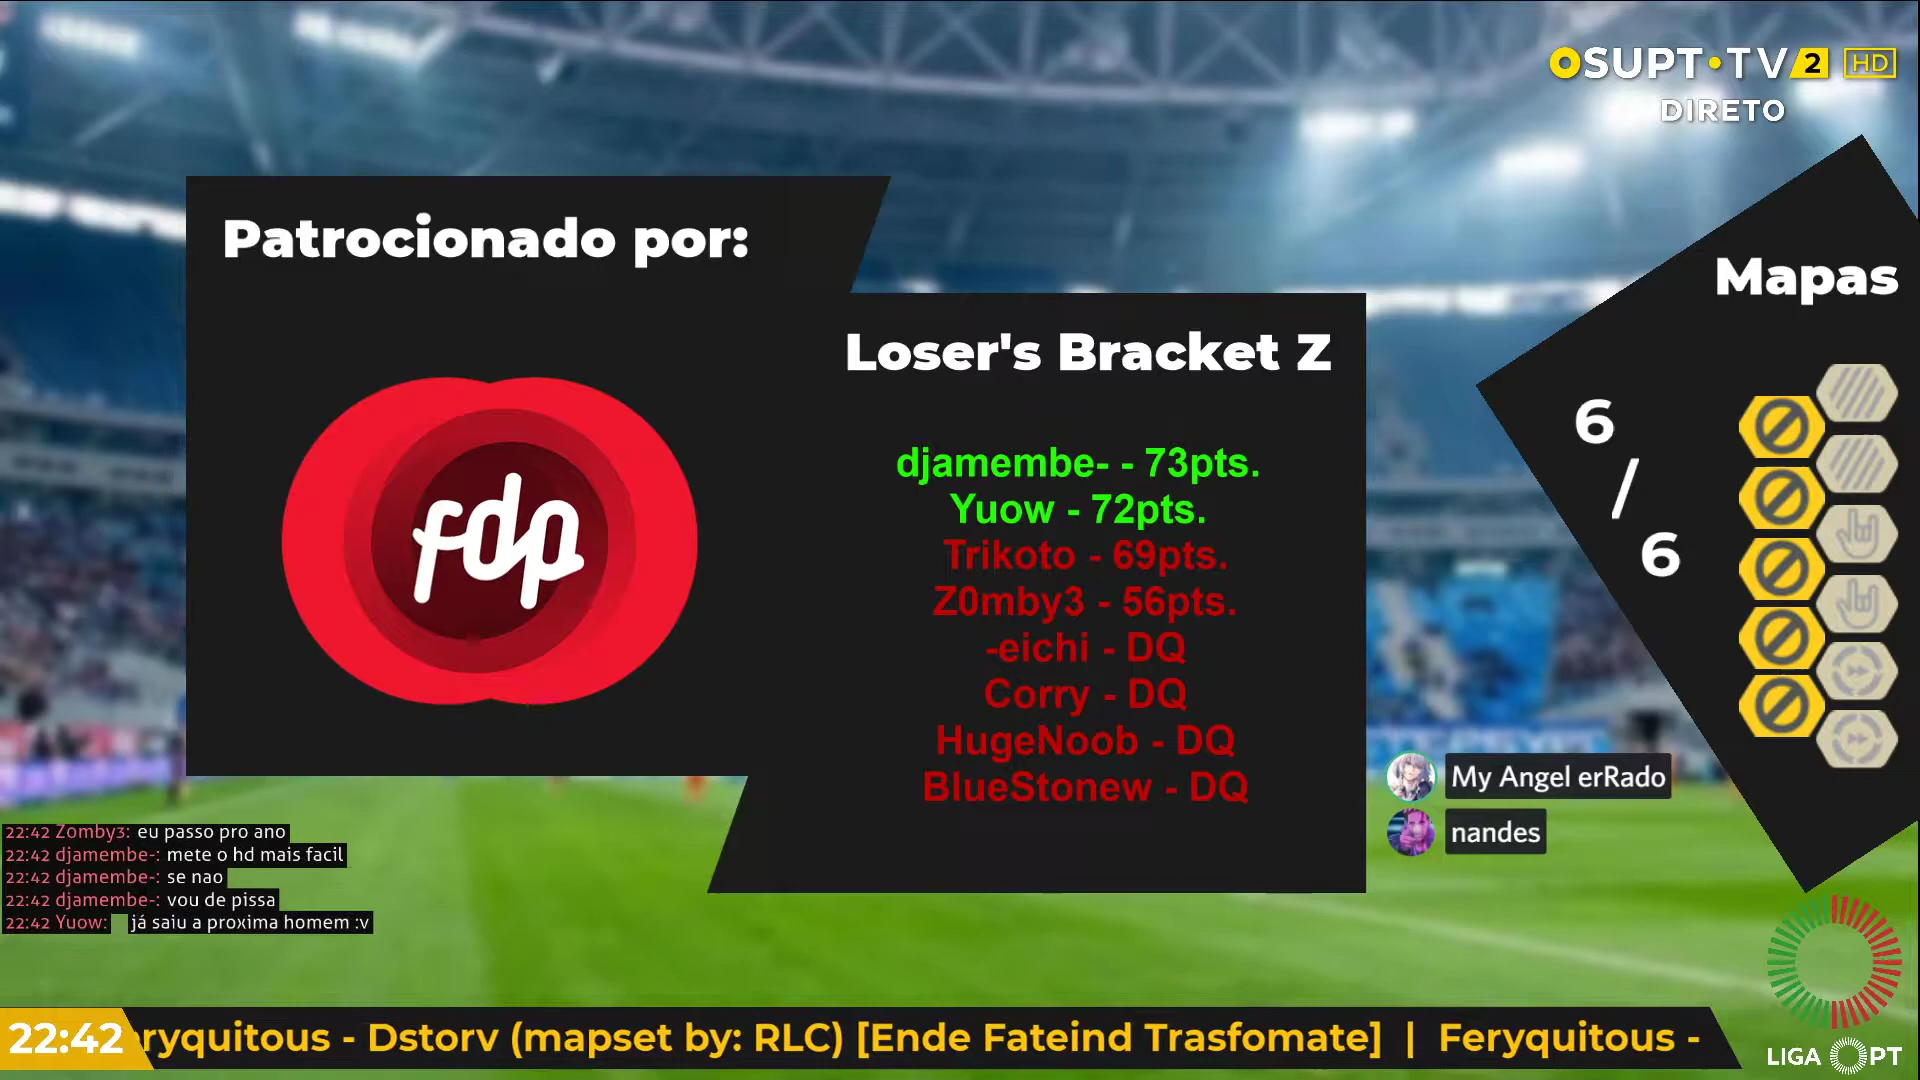 OSUPT•TV 2 HD
DIRETO
Patrocionado por:
fdp
Loser's Bracket Z
djamembe- - 73pts.
Yuow - 72pts.
Trikoto - 69pts.
Z0mby3 - 56pts.
-eichi - DQ
Corry - DQ
HugeNoob - DQ
BlueStonew - DQ
Mapas
6
/
6
My Angel erRado
nandes
22:42 Zomby3: eu passo pro ano
22:42 djamembe-: mete o hd mais facil
22:42 djamembe-: se nao
22:42 djamembe-: vou de pissa
22:42 Yuow: já saiu a proxima homem :v
22:42 ryquitous - Dstorv (mapset by: RLC) [Ende Fateind Trasfomate] | Feryquitous -
LIGA PT